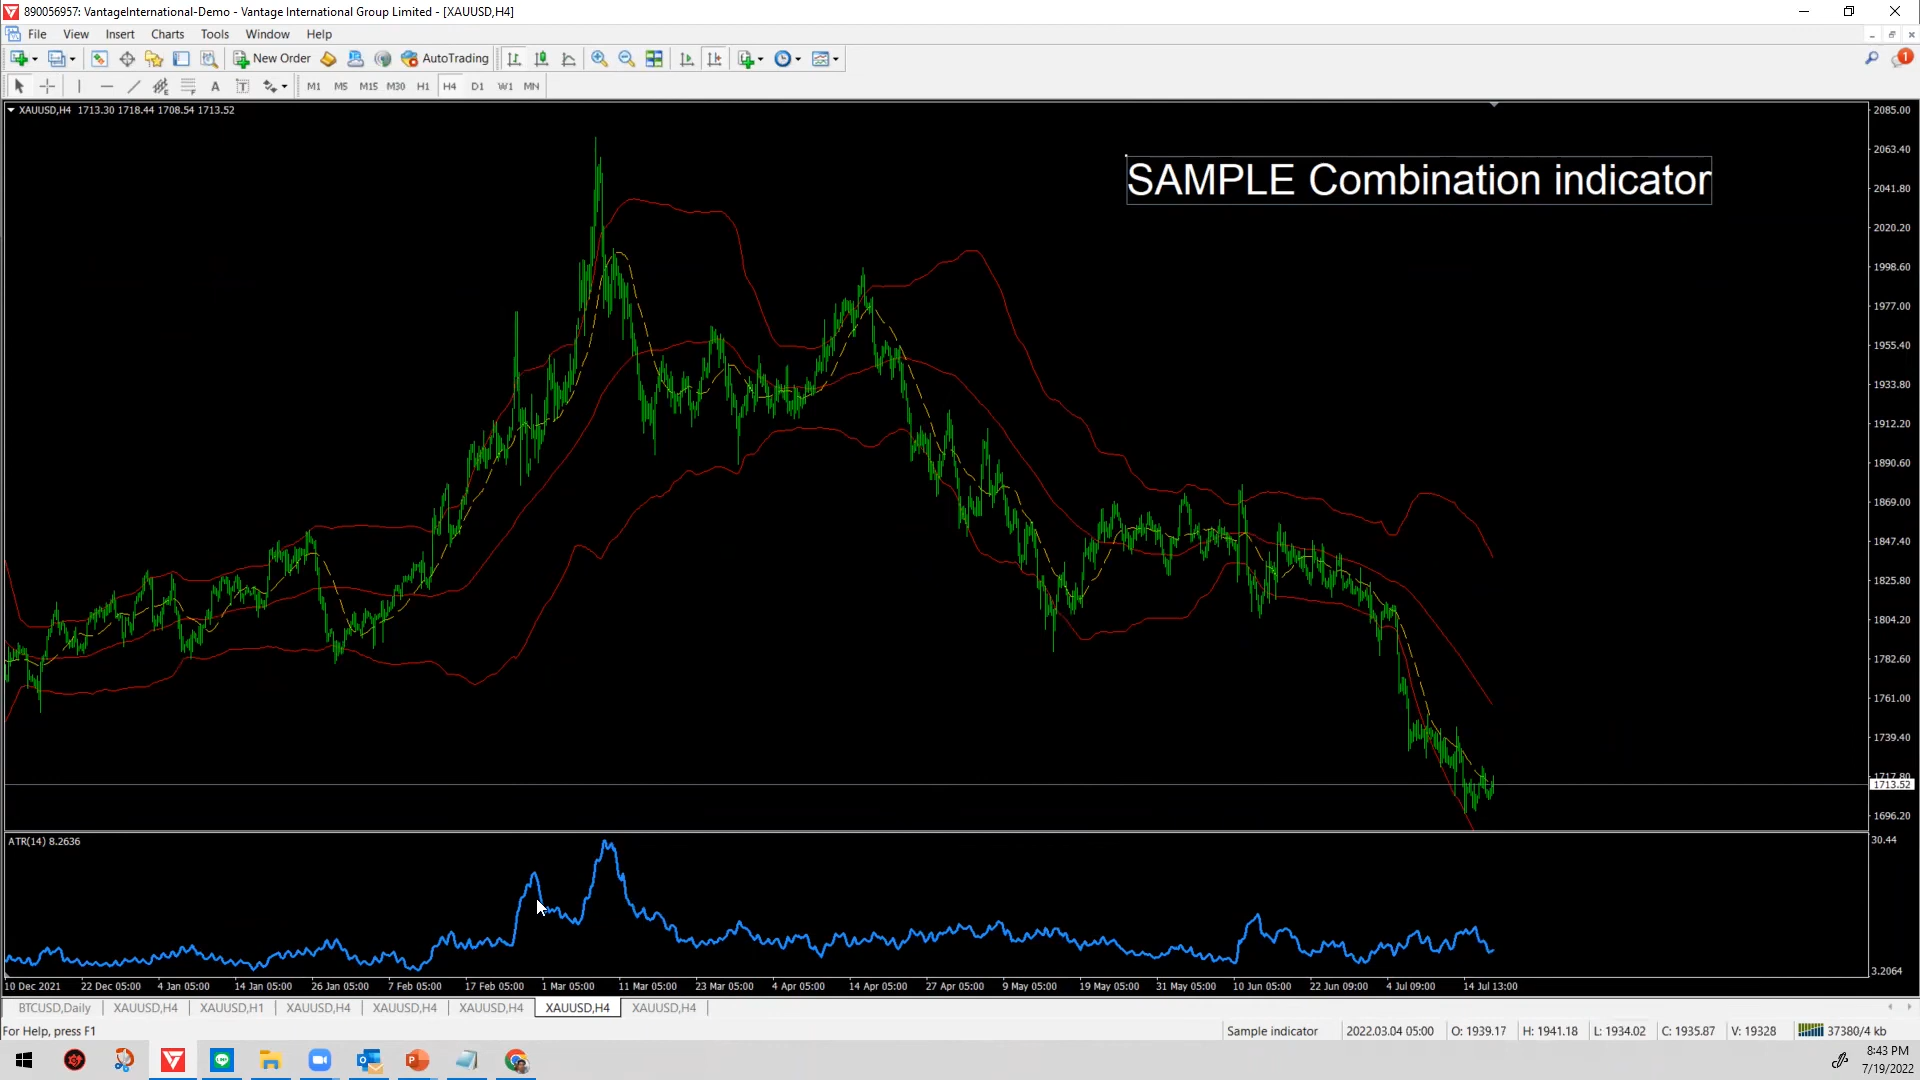 890056957: VantageInternational-Demo - Vantage International Group Limited - [XAUUSD,H4]
File View Insert Charts Tools Window Help
New Order AutoTrading 1
A T M1 M5 M15 M30 H1 H4 D1 W1 MN
XAUUSD,H4 1713.30 1718.44 1708.54 1713.52
SAMPLE Combination indicator
2085.00
2063.40
2041.80
2020.20
1998.60
1977.00
1955.40
1933.80
1912.20
1890.60
1869.00
1847.40
1825.80
1804.20
1782.60
1761.00
1739.40
1717.80
1713.52
1696.20
ATR(14) 8.2636
30.44
3.2064
10 Dec 2021 22 Dec 05:00 4 Jan 05:00 14 Jan 05:00 26 Jan 05:00 7 Feb 05:00 17 Feb 05:00 1 Mar 05:00 11 Mar 05:00 23 Mar 05:00 4 Apr 05:00 14 Apr 05:00 27 Apr 05:00 9 May 05:00 19 May 05:00 31 May 05:00 10 Jun 05:00 22 Jun 09:00 4 Jul 09:00 14 Jul 13:00
BTCUSD,Daily XAUUSD,H4 XAUUSD,H1 XAUUSD,H4 XAUUSD,H4 XAUUSD,H4 XAUUSD,H4 XAUUSD,H4
For Help, press F1 Sample indicator 2022.03.04 05:00 O: 1939.17 H: 1941.18 L: 1934.02 C: 1935.87 V: 19328 37380/4 kb
8:43 PM
7/19/2022